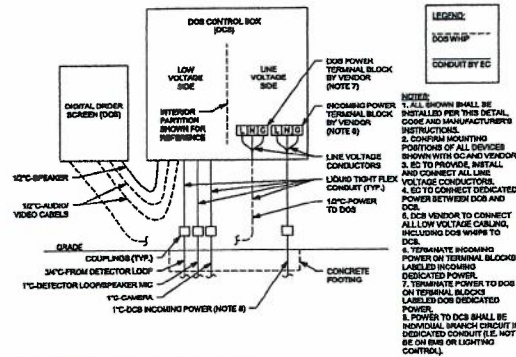 DOS CONTROL BOX
(DCB)
LOW
VOLTAGE
SIDE
LINE
VOLTAGE
SIDE
INTERIOR
PARTITION
SHOWN FOR
REFERENCE
DIGITAL ORDER
SCREEN (DOS)
L H G
L H G
DOS POWER
TERMINAL BLOCK
BY VENDOR
(NOTE 7)
INCOMING POWER
TERMINAL BLOCK
BY VENDOR
(NOTE 6)
LINE VOLTAGE
CONDUCTORS
LIQUID TIGHT FLEX
CONDUIT (TYP.)
1/2"C-POWER
TO DOS
1/2"C-SPEAKER
1/2"C-AUDIO/
VIDEO CABELS
GRADE
COUPLINGS (TYP.)
3/4"C-FROM DETECTOR LOOP
1"C-DETECTOR LOOP/SPEAKER MIC
1"C-CAMERA
1"C-DCB INCOMING POWER (NOTE 8)
CONCRETE
FOOTING
LEGEND:
DOS WHIP
CONDUIT BY EC
NOTES:
1. ALL SHOWN SHALL BE
INSTALLED PER THIS DETAIL,
CODE AND MANUFACTURER'S
INSTRUCTIONS.
2. CONFIRM MOUNTING
POSITIONS OF ALL DEVICES
SHOWN WITH GC AND VENDOR.
3. EC TO PROVIDE, INSTALL
AND CONNECT ALL LINE
VOLTAGE CONDUCTORS.
4. EC TO CONNECT DEDICATED
POWER BETWEEN DOS AND
DCB.
5. DCB VENDOR TO CONNECT
ALL LOW VOLTAGE CABLING,
INCLUDING DOS WHIPS TO
DCB.
6. TERMINATE INCOMING
POWER ON TERMINAL BLOCKS
LABELED INCOMING
DEDICATED POWER.
7. TERMINATE POWER TO DOS
ON TERMINAL BLOCKS
LABELED DOS DEDICATED
POWER.
8. POWER TO DCB SHALL BE
INDIVIDUAL BRANCH CIRCUIT IN
DEDICATED CONDUIT (I.E. NOT
BE ON EMS OR LIGHTING
CONTROL).